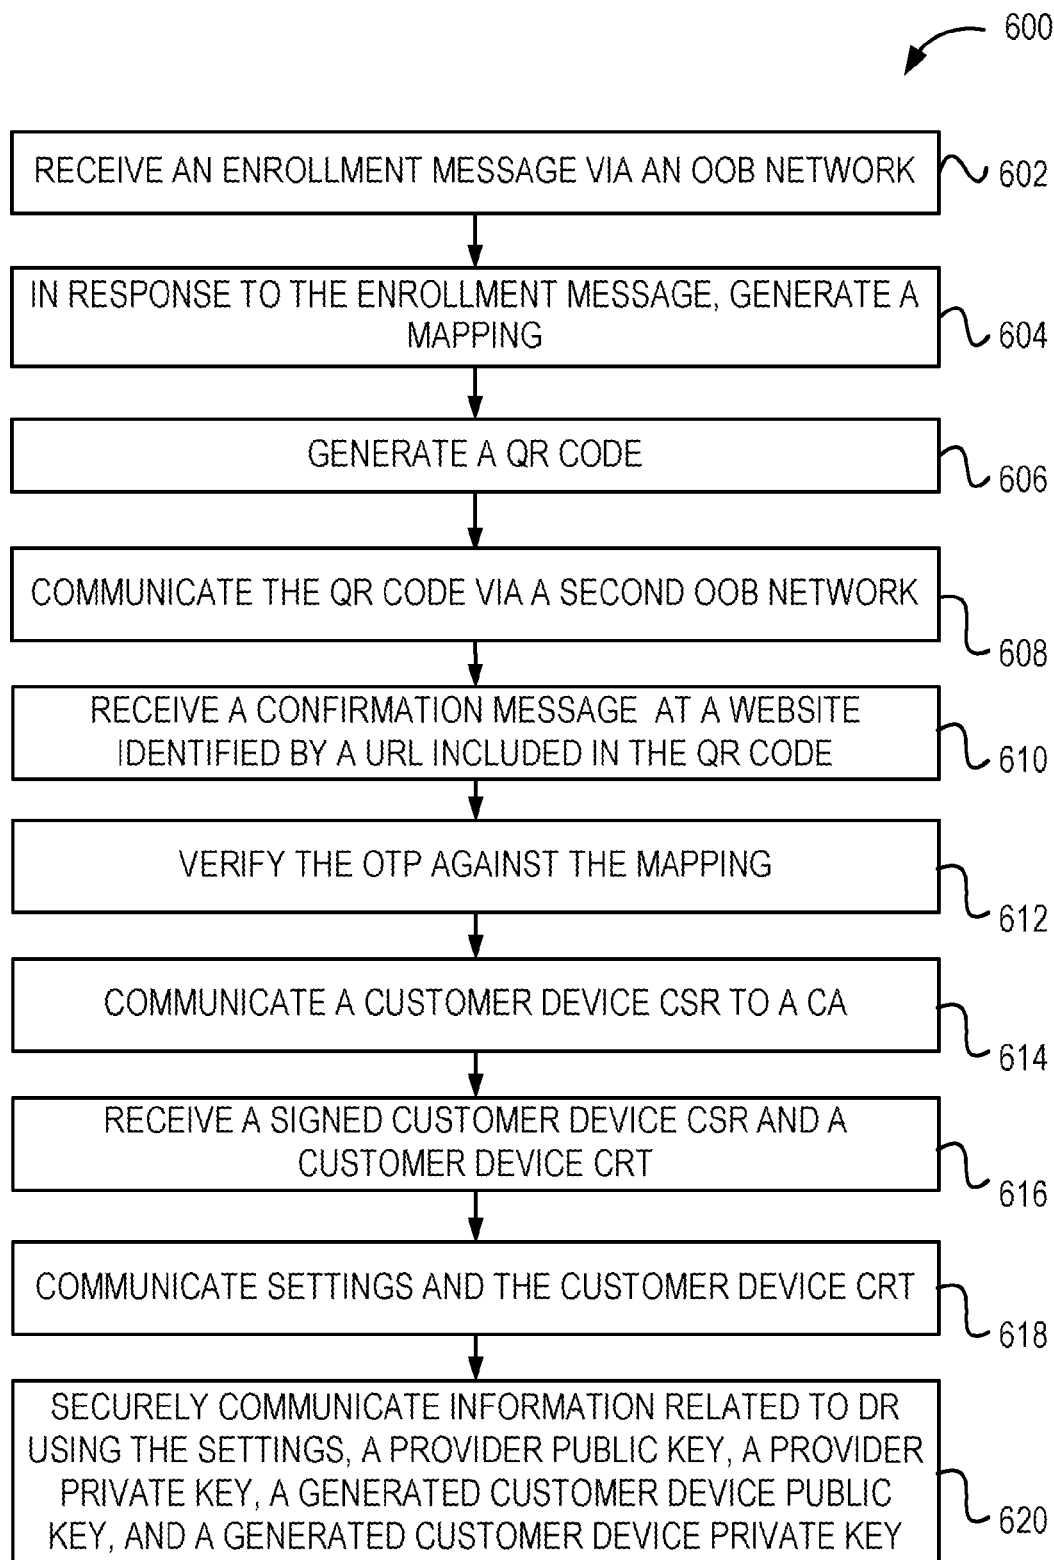 600
RECEIVE AN ENROLLMENT MESSAGE VIA AN OOB NETWORK
602
IN RESPONSE TO THE ENROLLMENT MESSAGE, GENERATE A
MAPPING
604
GENERATE A QR CODE
606
COMMUNICATE THE QR CODE VIA A SECOND OOB NETWORK
608
RECEIVE A CONFIRMATION MESSAGE AT A WEBSITE
IDENTIFIED BY A URL INCLUDED IN THE QR CODE
610
VERIFY THE OTP AGAINST THE MAPPING
612
COMMUNICATE A CUSTOMER DEVICE CSR TO A CA
614
RECEIVE A SIGNED CUSTOMER DEVICE CSR AND A
CUSTOMER DEVICE CRT
616
COMMUNICATE SETTINGS AND THE CUSTOMER DEVICE CRT
618
SECURELY COMMUNICATE INFORMATION RELATED TO DR
USING THE SETTINGS, A PROVIDER PUBLIC KEY, A PROVIDER
PRIVATE KEY, A GENERATED CUSTOMER DEVICE PUBLIC
KEY, AND A GENERATED CUSTOMER DEVICE PRIVATE KEY
620